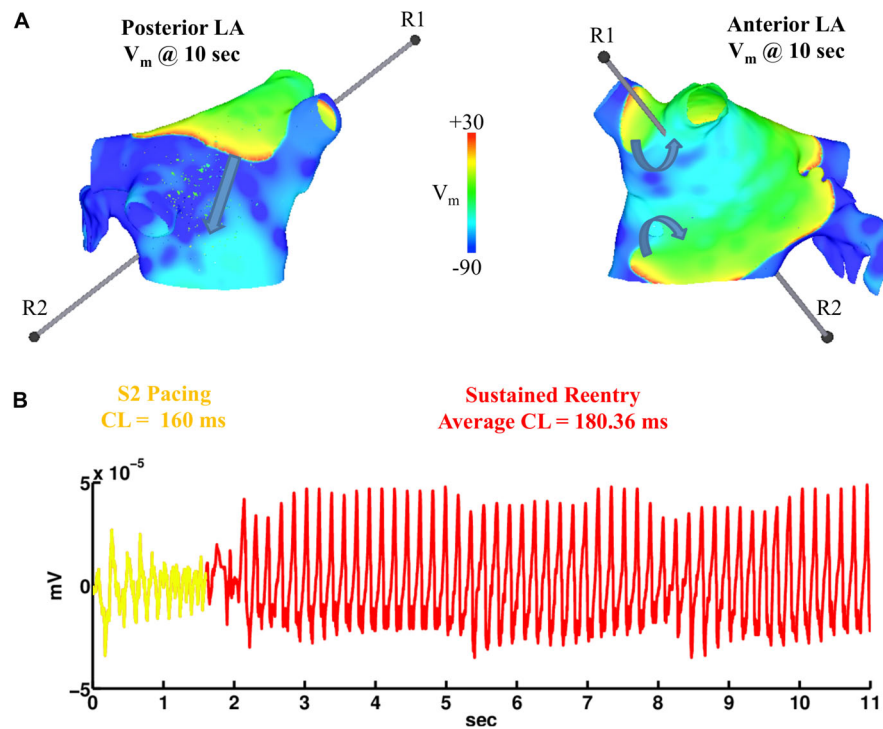 A
Posterior LA
Vm @ 10 sec
R1
R2
+30
Vm
-90
Anterior LA
Vm @ 10 sec
R1
R2
B
S2 Pacing
CL = 160 ms
Sustained Reentry
Average CL = 180.36 ms
x 10⁻⁵
5
0
−5
mV
0 1 2 3 4 5 6 7 8 9 10 11
sec